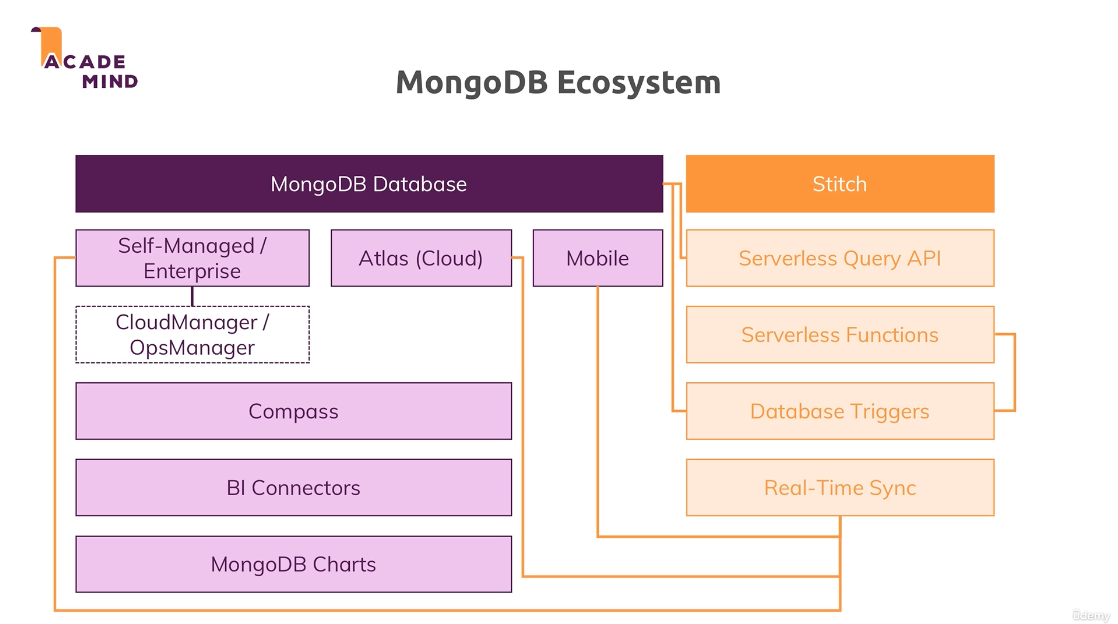 ACADE
MIND
MongoDB Ecosystem
MongoDB Database
Stitch
Self-Managed /
Enterprise
Atlas (Cloud)
Mobile
Serverless Query API
CloudManager /
OpsManager
Serverless Functions
Compass
Database Triggers
BI Connectors
Real-Time Sync
MongoDB Charts
ûdemy